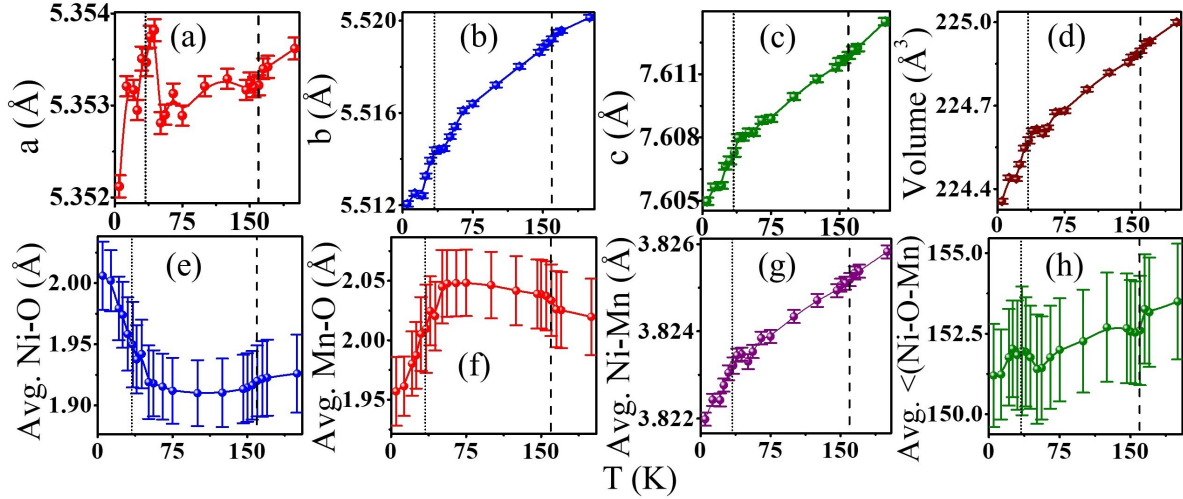 5.354
5.353
5.352
a (Å)
(a)
0 75 150
5.520
5.516
5.512
b (Å)
(b)
0 75 150
7.611
7.608
7.605
c (Å)
(c)
0 75 150
225.0
224.7
224.4
Volume (Å³)
(d)
0 75 150
2.00
1.95
1.90
Avg. Ni-O (Å)
(e)
0 75 150
2.05
2.00
1.95
Avg. Mn-O (Å)
(f)
0 75 150
3.826
3.824
3.822
Avg. Ni-Mn (Å)
(g)
0 75 150
155.0
152.5
150.0
Avg. <(Ni-O-Mn)
(h)
0 75 150
T (K)